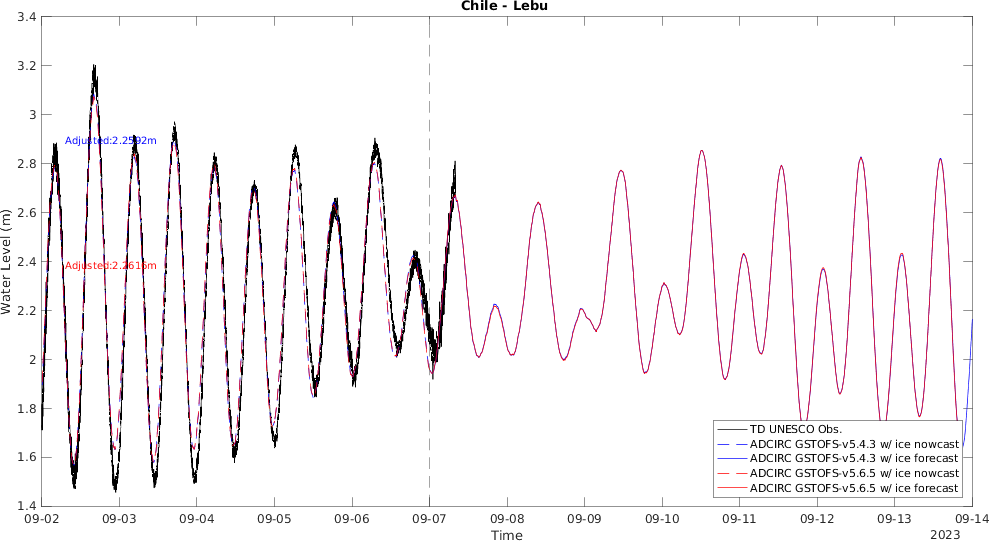 Chile - Lebu
3.4
3.2
3
2.8
2.6
2.4
2.2
2
1.8
1.6
1.4
Water Level (m)
Adjusted:2.2592m
Adjusted:2.2616m
09-02 09-03 09-04 09-05 09-06 09-07 09-08 09-09 09-10 09-11 09-12 09-13 09-14
Time
2023
TD UNESCO Obs.
ADCIRC GSTOFS-v5.4.3 w/ ice nowcast
ADCIRC GSTOFS-v5.4.3 w/ ice forecast
ADCIRC GSTOFS-v5.6.5 w/ ice nowcast
ADCIRC GSTOFS-v5.6.5 w/ ice forecast